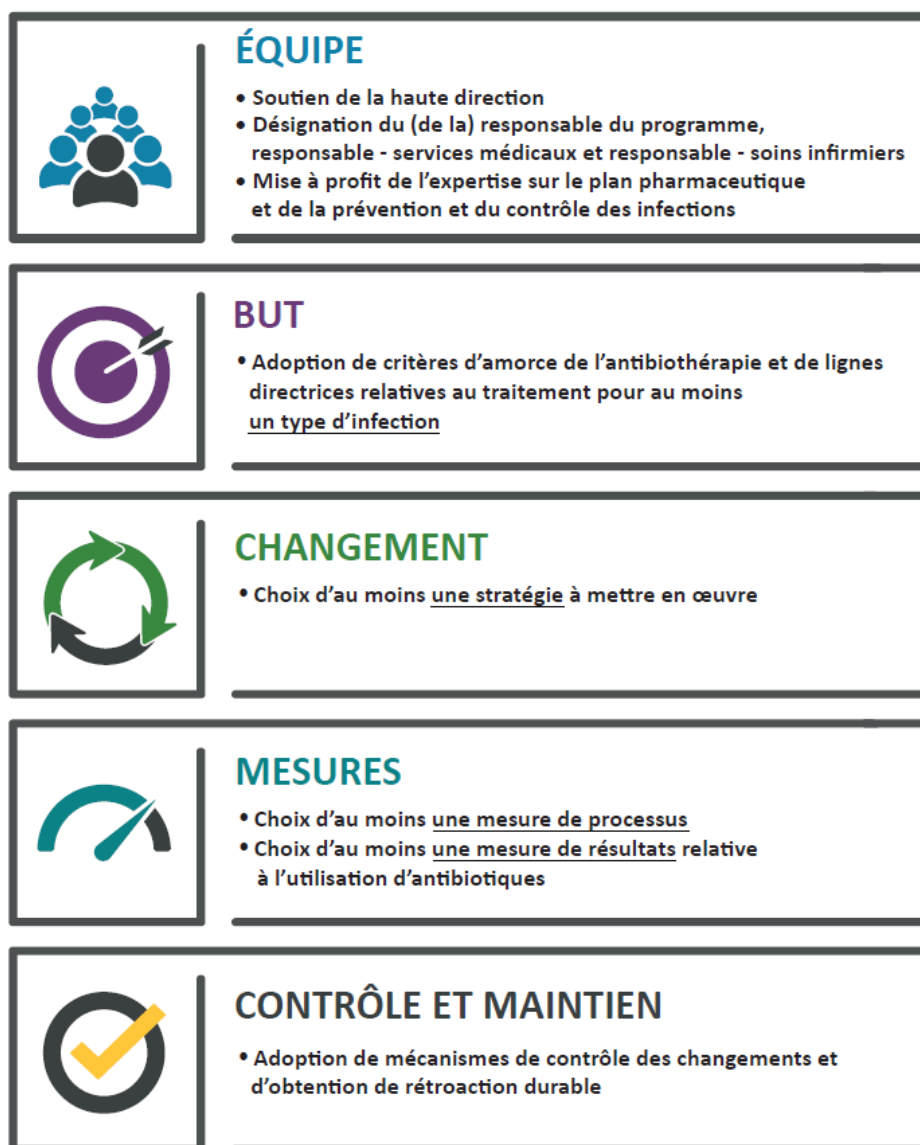 ÉQUIPE
• Soutien de la haute direction
• Désignation du (de la) responsable du programme,
responsable - services médicaux et responsable - soins infirmiers
• Mise à profit de l'expertise sur le plan pharmaceutique
et de la prévention et du contrôle des infections
BUT
• Adoption de critères d'amorce de l'antibiothérapie et de lignes
directrices relatives au traitement pour au moins
un type d'infection
CHANGEMENT
• Choix d'au moins une stratégie à mettre en œuvre
MESURES
• Choix d'au moins une mesure de processus
• Choix d'au moins une mesure de résultats relative
à l'utilisation d'antibiotiques
CONTRÔLE ET MAINTIEN
• Adoption de mécanismes de contrôle des changements et
d'obtention de rétroaction durable